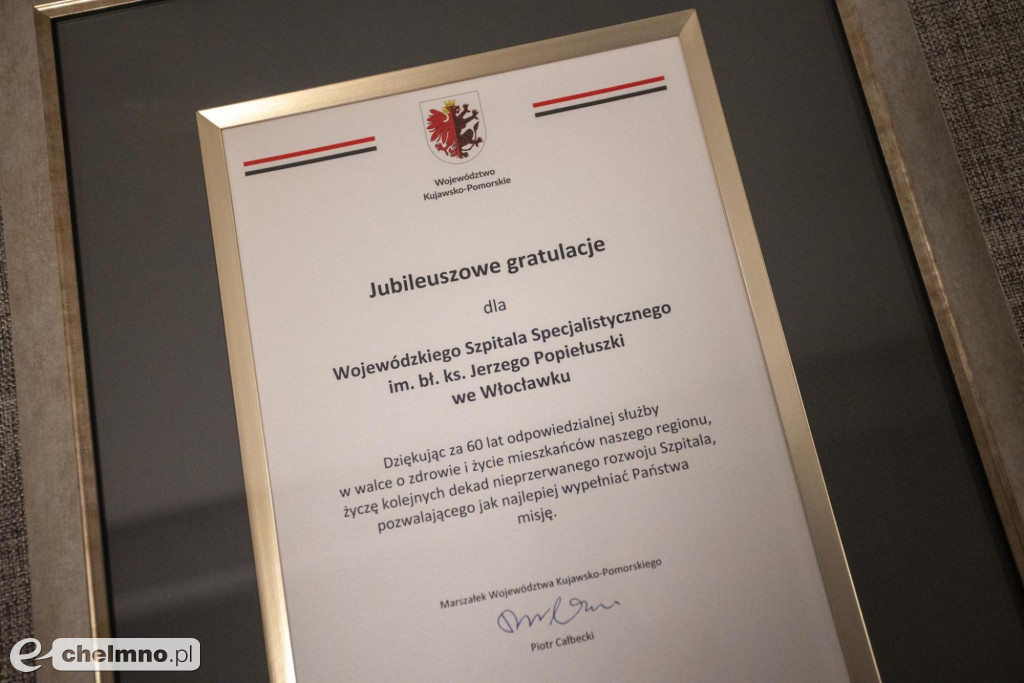 Województwo
Kujawsko-Pomorskie
Jubileuszowe gratulacje
dla
Wojewódzkiego Szpitala Specjalistycznego
im. bł. ks. Jerzego Popiełuszki
we Włocławku
Dziękując za 60 lat odpowiedzialnej służby
w walce o zdrowie i życie mieszkańców naszego regionu,
życzę kolejnych dekad nieprzerwanego rozwoju Szpitala,
pozwalającego jak najlepiej wypełniać Państwa
misję.
Marszałek Województwa Kujawsko-Pomorskiego
Piotr Całbecki
e chelmno.pl